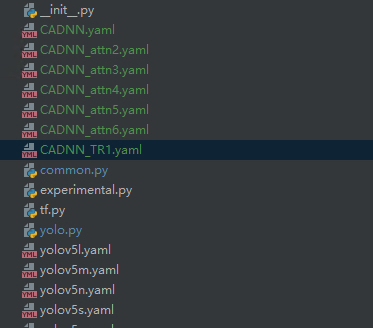 __init__.py
CADNN.yaml
CADNN_attn2.yaml
CADNN_attn3.yaml
CADNN_attn4.yaml
CADNN_attn5.yaml
CADNN_attn6.yaml
CADNN_TR1.yaml
common.py
experimental.py
tf.py
yolo.py
yolov5l.yaml
yolov5m.yaml
yolov5n.yaml
yolov5s.yaml